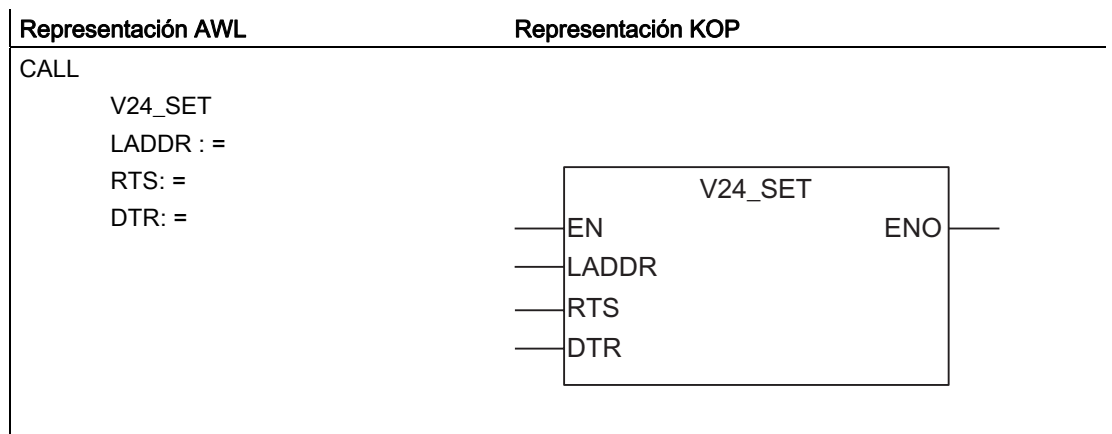 Representación AWL
Representación KOP
CALL
V24_SET
LADDR : =
RTS: =
DTR: =
V24_SET
EN
ENO
LADDR
RTS
DTR